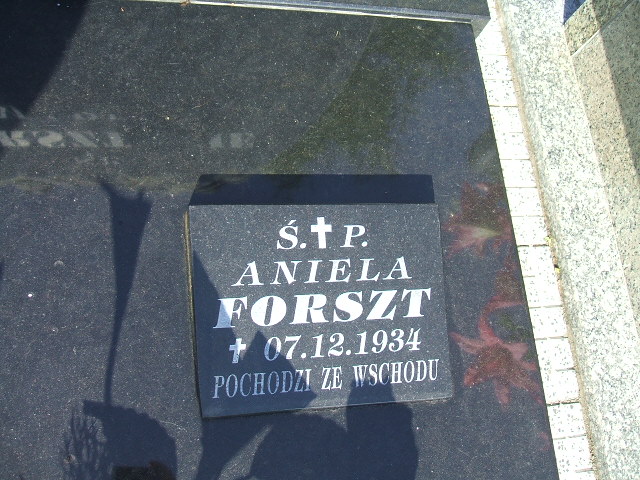 Ś.✝P.
ANIELA
FORSZT
✝ 07.12.1934
POCHODZI ZE WSCHODU